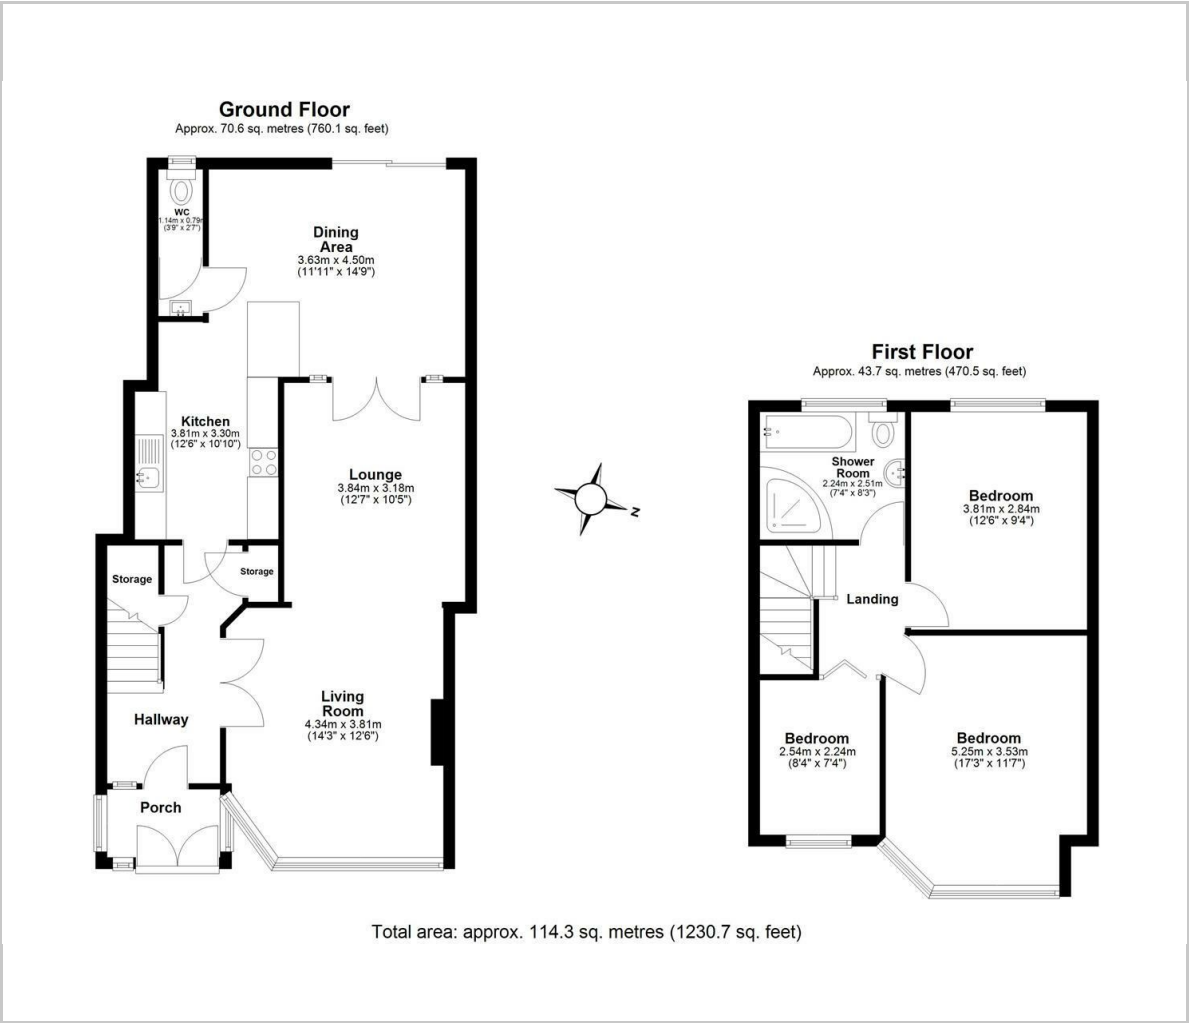 Ground Floor
Approx. 70.6 sq. metres (760.1 sq. feet)
WC
1.14m x 0.79m
(3'9" x 2'7")
Dining
Area
3.63m x 4.50m
(11'11" x 14'9")
Kitchen
3.81m x 3.30m
(12'6" x 10'10")
Lounge
3.84m x 3.18m
(12'7" x 10'5")
Storage
Storage
Living
Room
4.34m x 3.81m
(14'3" x 12'6")
Hallway
Porch
N
First Floor
Approx. 43.7 sq. metres (470.5 sq. feet)
Shower
Room
2.24m x 2.51m
(7'4" x 8'3")
Bedroom
3.81m x 2.84m
(12'6" x 9'4")
Landing
Bedroom
2.54m x 2.24m
(8'4" x 7'4")
Bedroom
5.25m x 3.53m
(17'3" x 11'7")
Total area: approx. 114.3 sq. metres (1230.7 sq. feet)